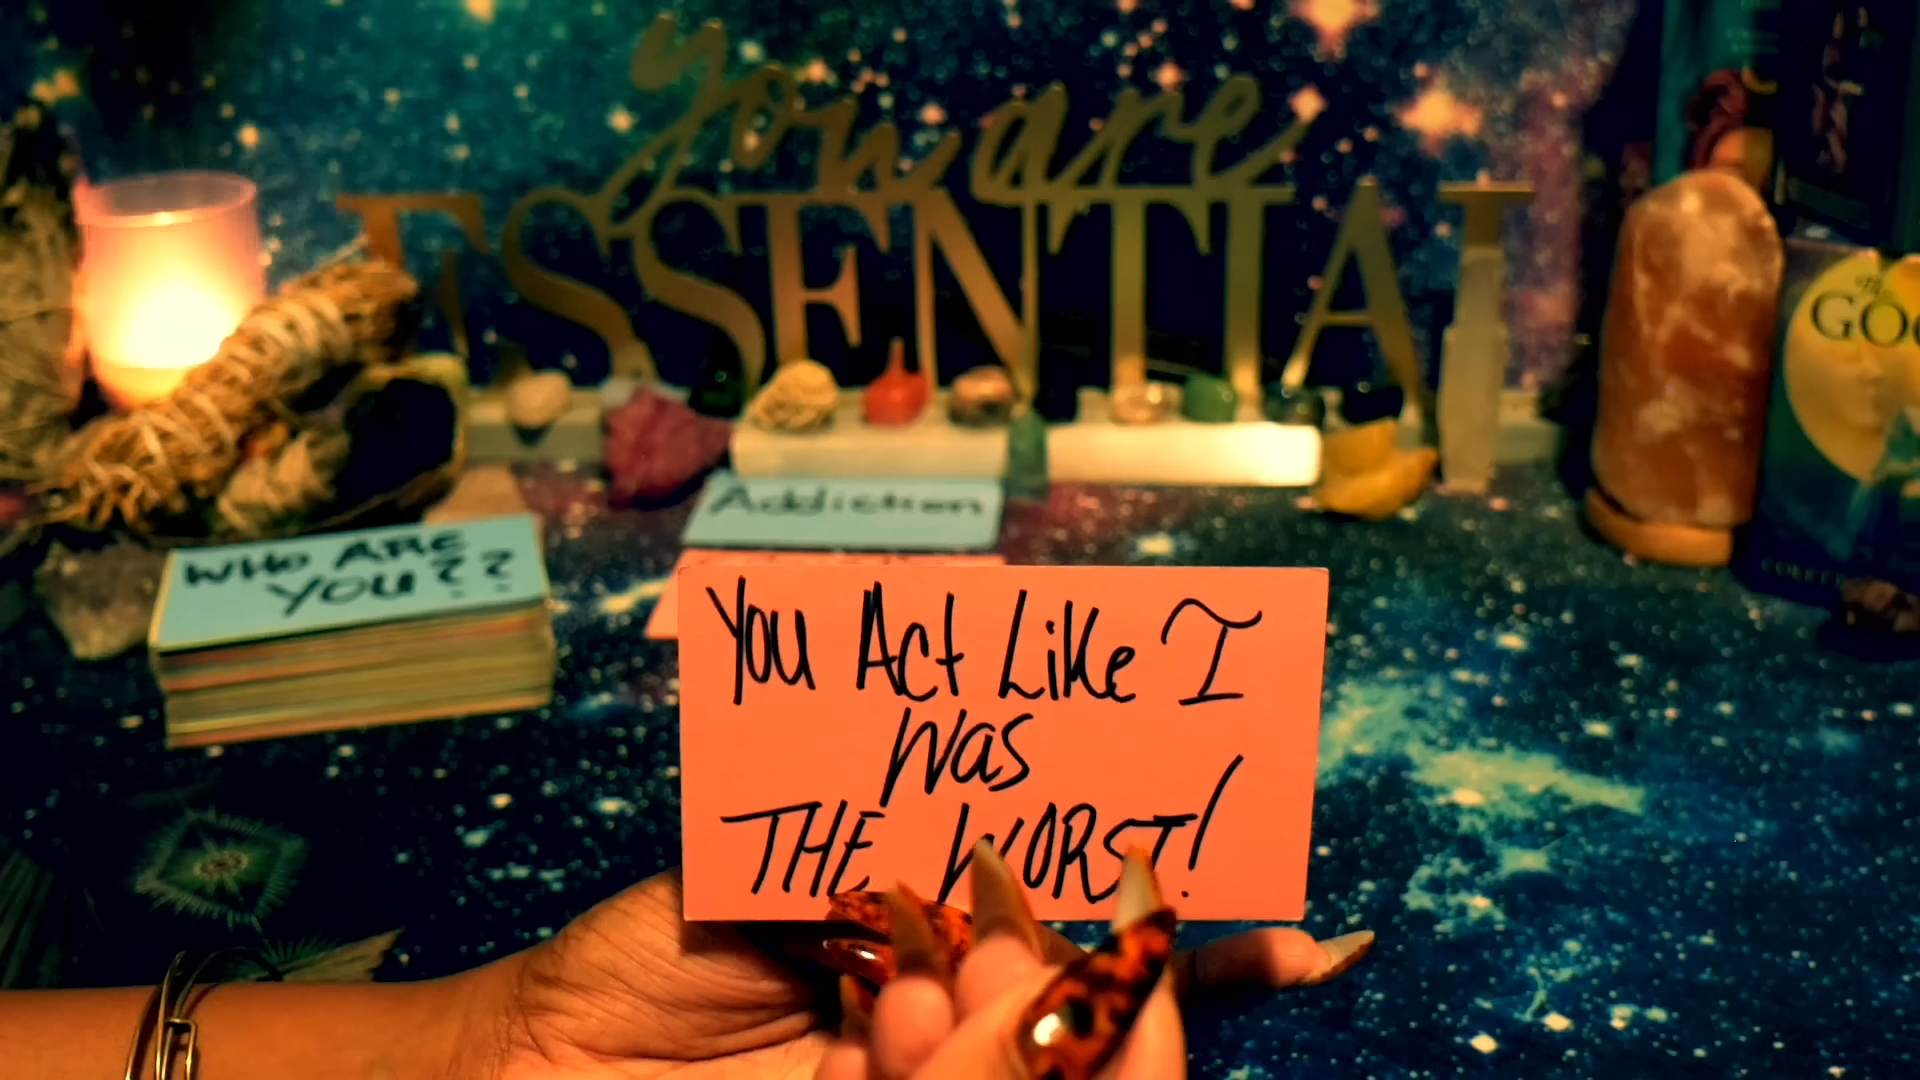 You are
ESSENTIAL
WHO ARE
YOU??
Addiction
You Act Like I
Was
THE WORST!